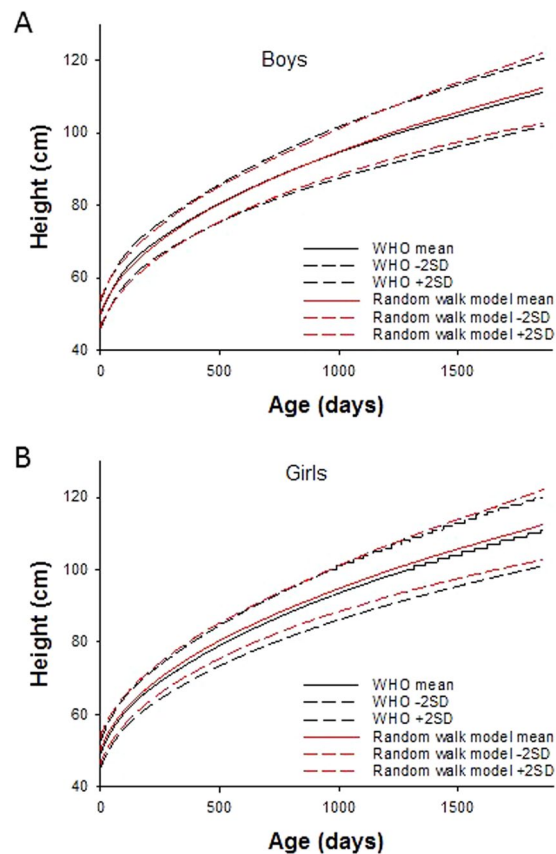 A
Boys
120
100
80
60
40
Height (cm)
WHO mean
WHO -2SD
WHO +2SD
Random walk model mean
Random walk model -2SD
Random walk model +2SD
0 500 1000 1500
Age (days)
B
Girls
120
100
80
60
40
Height (cm)
WHO mean
WHO -2SD
WHO +2SD
Random walk model mean
Random walk model -2SD
Random walk model +2SD
0 500 1000 1500
Age (days)